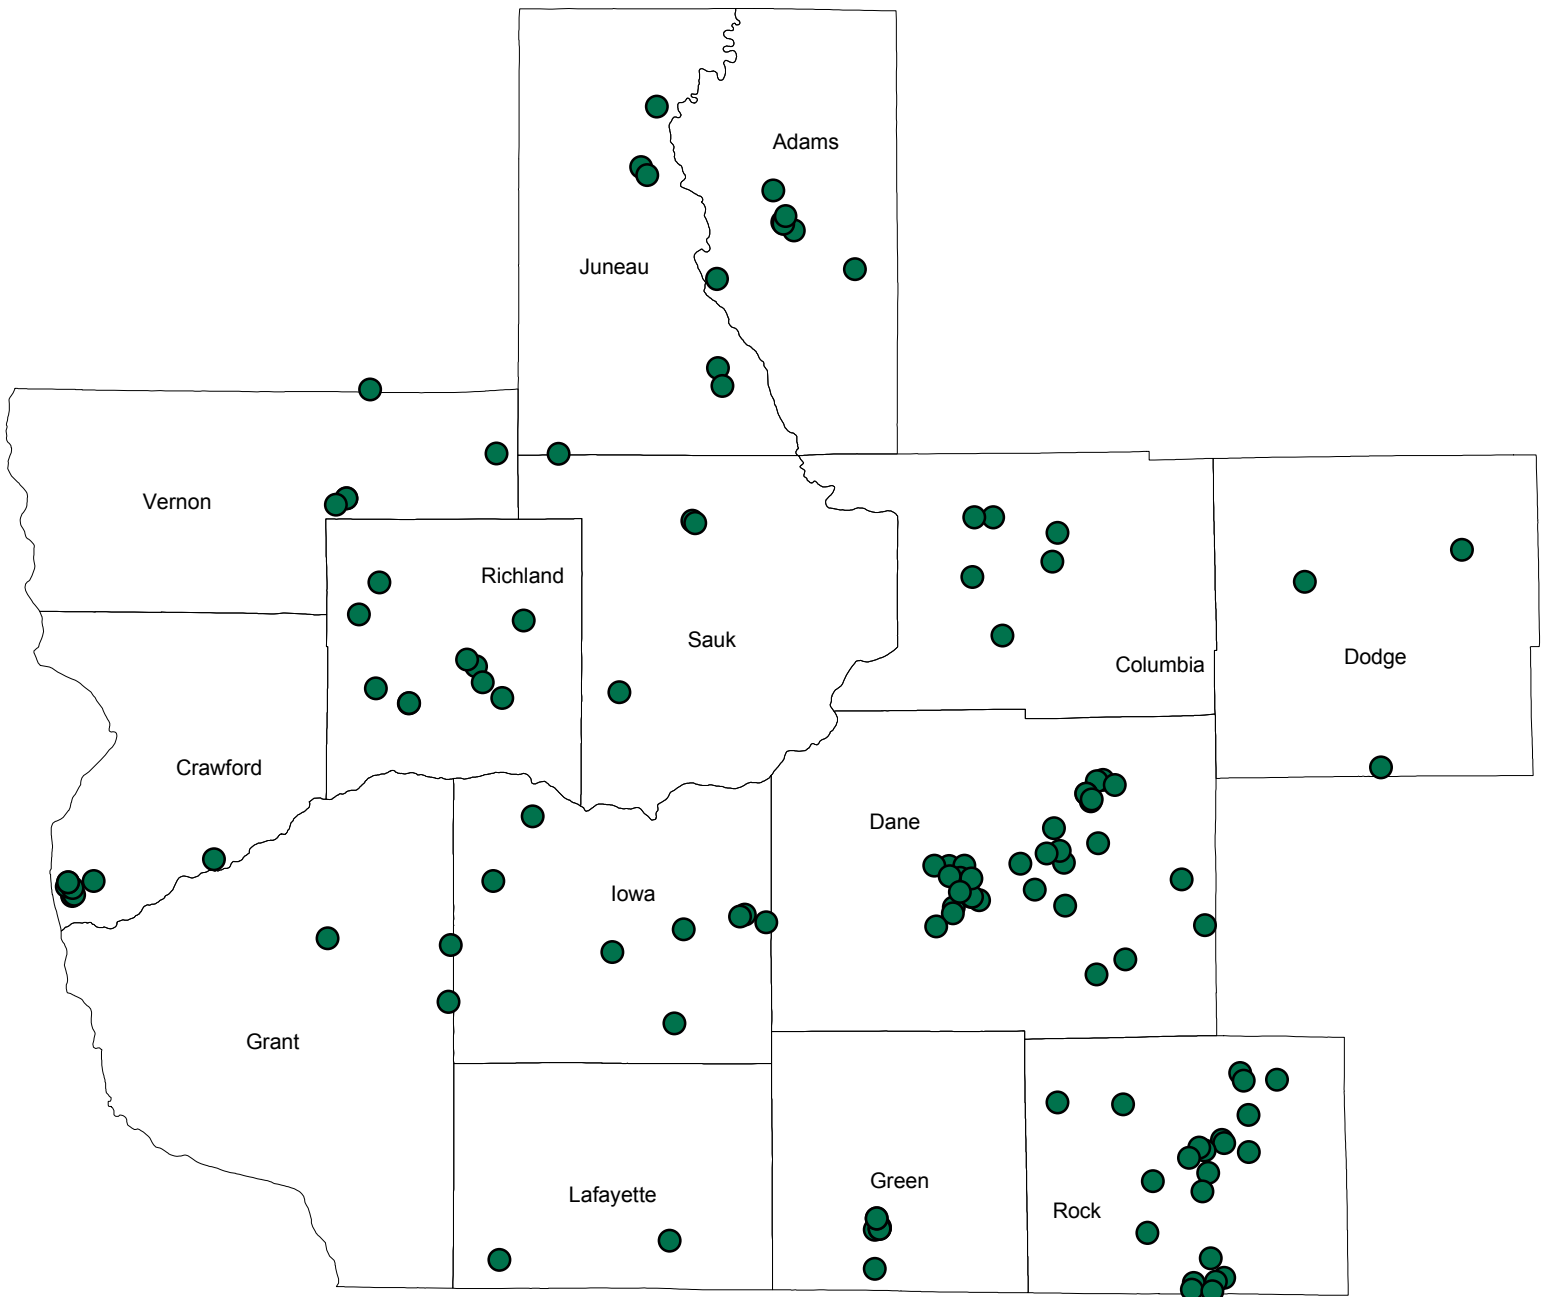 Adams
Juneau
Vernon
Richland
Sauk
Columbia
Dodge
Crawford
Dane
Iowa
Grant
Green
Lafayette
Rock